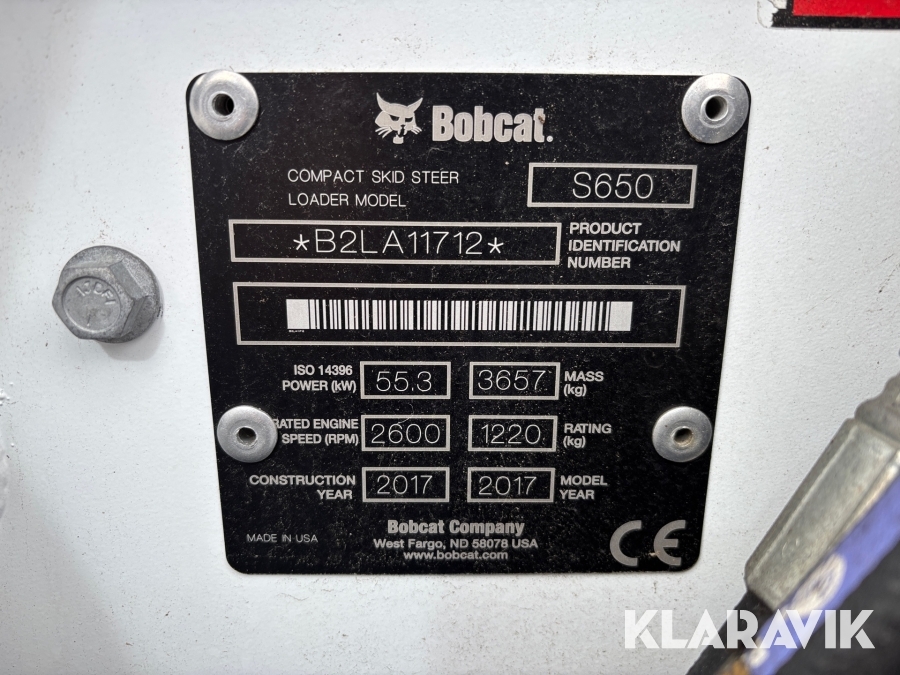 Bobcat.
COMPACT SKID STEER
LOADER MODEL
S650
*B2LA11712*
PRODUCT
IDENTIFICATION
NUMBER
ISO 14396
POWER (kW)
55.3
3657
MASS
(kg)
RATED ENGINE
SPEED (RPM)
2600
1220
RATING
(kg)
CONSTRUCTION
YEAR
2017
2017
MODEL
YEAR
Bobcat Company
West Fargo, ND 58078 USA
www.bobcat.com
MADE IN USA
CE
KLARAVIK